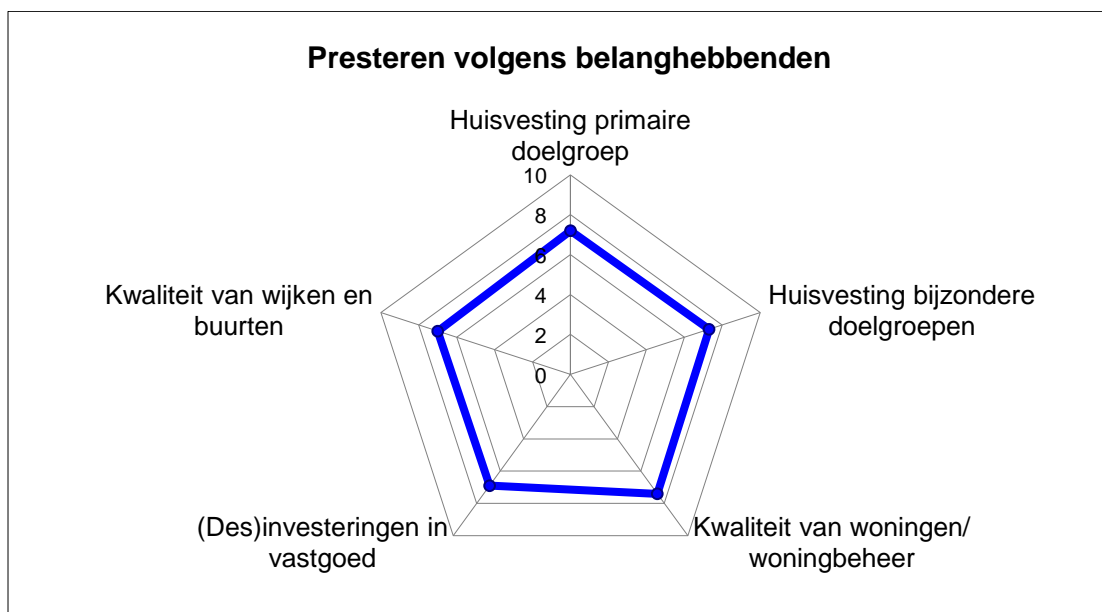 Presteren volgens belanghebbenden
Huisvesting primaire
doelgroep
10
8
6
4
2
0
Huisvesting bijzondere
doelgroepen
Kwaliteit van woningen/
woningbeheer
(Des)investeringen in
vastgoed
Kwaliteit van wijken en
buurten